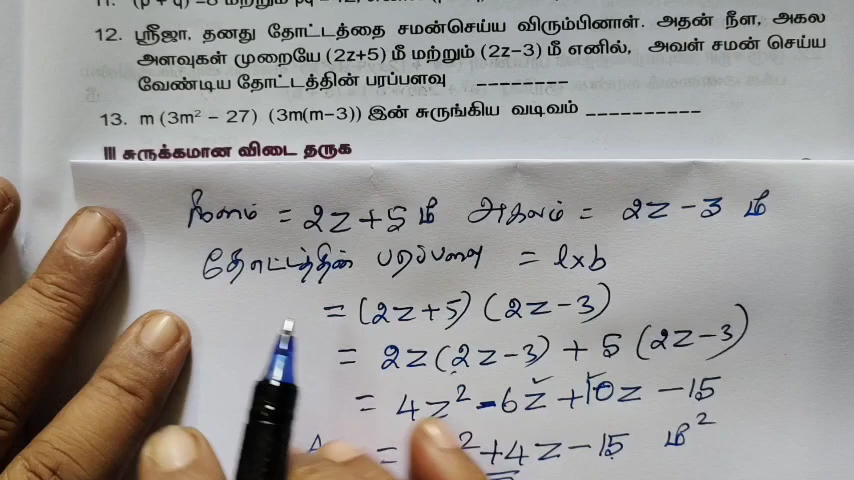 12. ஸ்ரீஜா, தனது தோட்டத்தை சமன்செய்ய விரும்பினாள். அதன் நீள, அகல
அளவுகள் முறையே (2z+5) மீ மற்றும் (2z−3) மீ எனில், அவள் சமன் செய்ய
வேண்டிய தோட்டத்தின் பரப்பளவு __________
13. m (3m² − 27) (3m(m−3)) இன் சுருங்கிய வடிவம் __________
III சுருக்கமான விடை தருக
நீளம் = 2z+5 மீ அகலம் = 2z−3 மீ
தோட்டத்தின் பரப்பளவு = l×b
= (2z+5) (2z−3)
= 2z(2z−3) + 5 (2z−3)
= 4z² −6z +10z −15
= ² +4z −15 மீ²